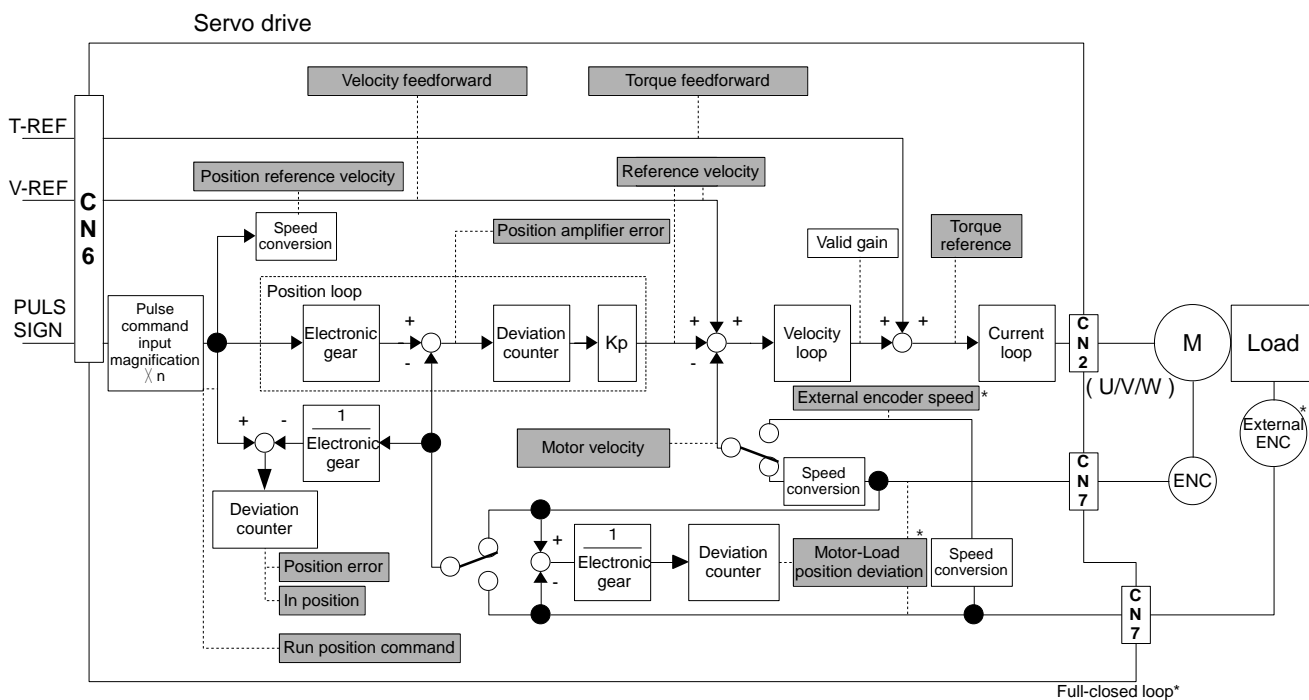 Servo drive
Velocity feedforward
Torque feedforward
T-REF
Position reference velocity
Reference velocity
V-REF
C
N
6
Speed
conversion
Position amplifier error
Valid gain
Torque
reference
PULS
SIGN
Pulse
command
input
magnification
╳ n
Position loop
Electronic
gear
+
-
-
Deviation
counter
Kp
+
+
+
-
Velocity
loop
+
+
Current
loop
C
N
2
M
Load
( U/V/W )
External encoder speed *
+
-
1
Electronic
gear
Motor velocity
Speed
conversion
C
N
7
ENC
*
External
ENC
Deviation
counter
Position error
In position
Run position command
+
-
1
Electronic
gear
Deviation
counter
*
Motor-Load
position deviation
Speed
conversion
C
N
7
Full-closed loop*